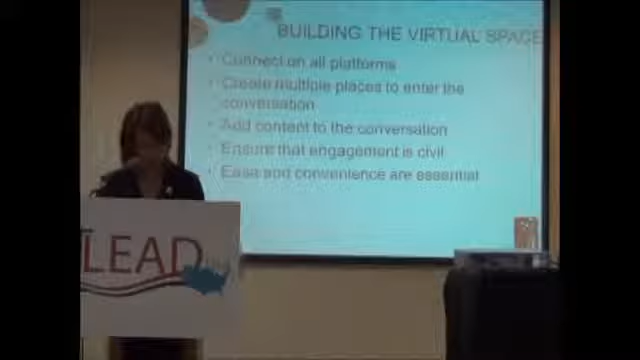 BUILDING THE VIRTUAL SPACE
• Connect on all platforms
• Create multiple places to enter the
conversation
• Add content to the conversation
• Ensure that engagement is civil
• Ease and convenience are essential
LEAD